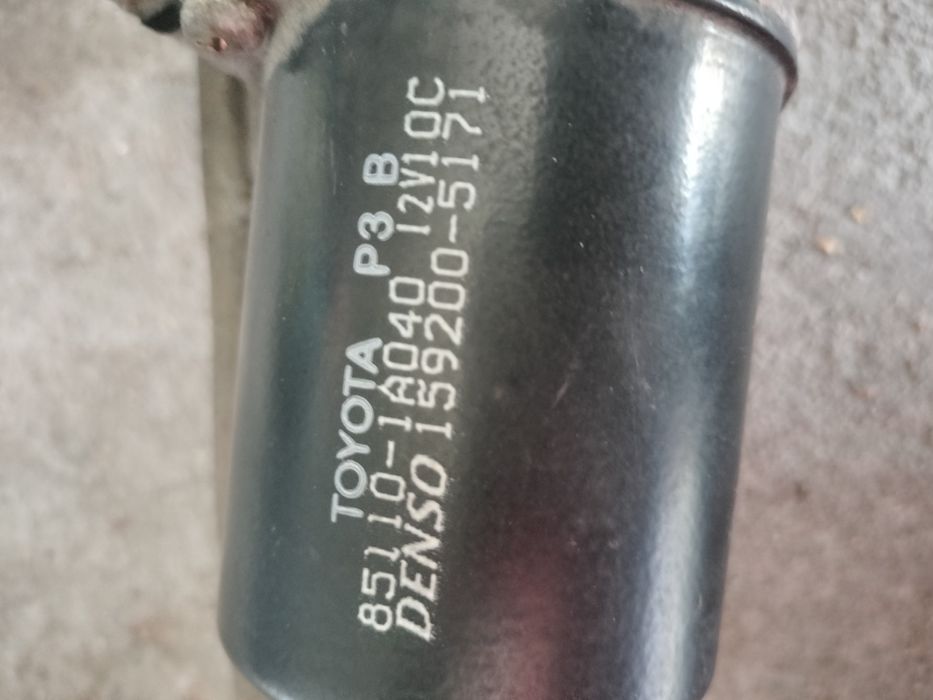 TOYOTA P3 B
85110-1A040 12V10C
DENSO 159200-5171